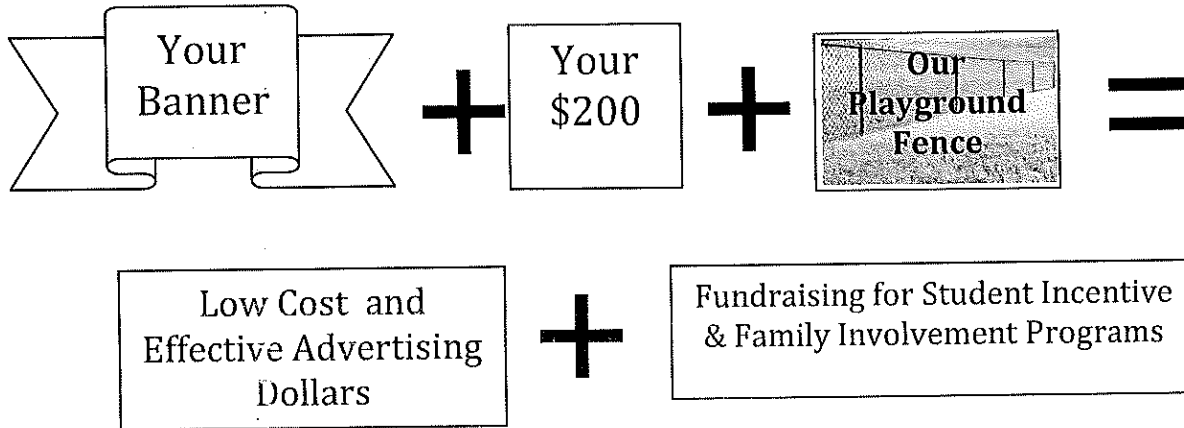 Your
Banner
+
Your
$200
+
Our
Playground
Fence
=
Low Cost and
Effective Advertising
Dollars
+
Fundraising for Student Incentive
& Family Involvement Programs